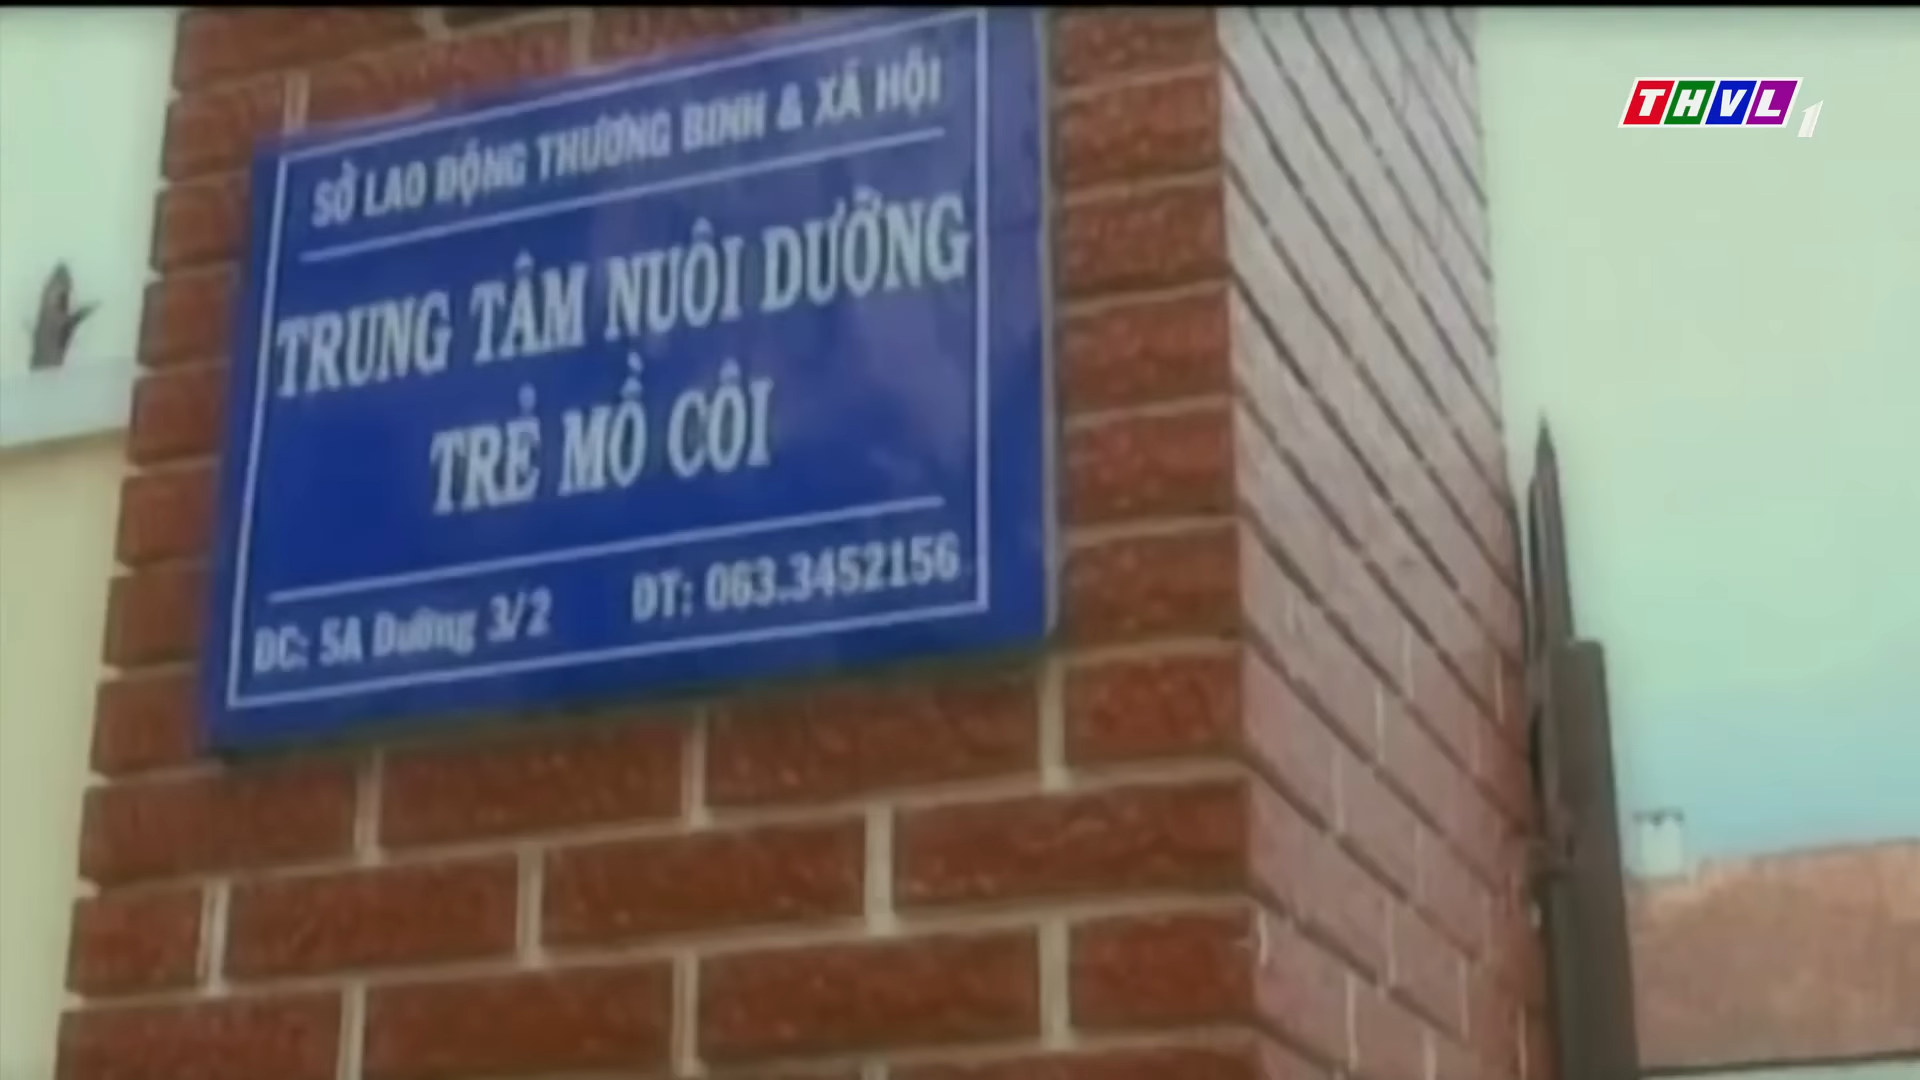 SỞ LAO ĐỘNG THƯƠNG BINH & XÃ HỘI
TRUNG TÂM NUÔI DƯỠNG
TRẺ MỒ CÔI
ĐC: 5A Đường 3/2 ĐT: 063.3452156
THVL1